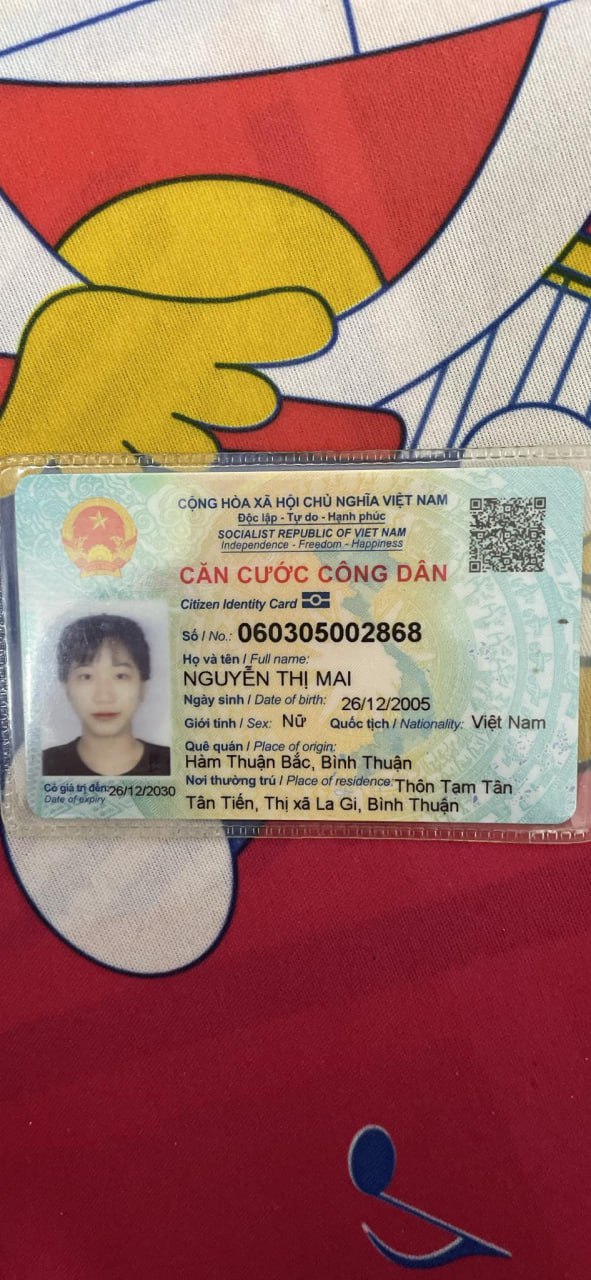 CỘNG HÒA XÃ HỘI CHỦ NGHĨA VIỆT NAM
Độc lập - Tự do - Hạnh phúc
SOCIALIST REPUBLIC OF VIET NAM
Independence - Freedom - Happiness
CĂN CƯỚC CÔNG DÂN
Citizen Identity Card
Số / No.: 060305002868
Họ và tên / Full name:
NGUYỄN THỊ MAI
Ngày sinh / Date of birth: 26/12/2005
Giới tính / Sex: Nữ Quốc tịch / Nationality: Việt Nam
Quê quán / Place of origin:
Hàm Thuận Bắc, Bình Thuận
Nơi thường trú / Place of residence: Thôn Tam Tân
Tân Tiến, Thị xã La Gi, Bình Thuận
Có giá trị đến: 26/12/2030
Date of expiry